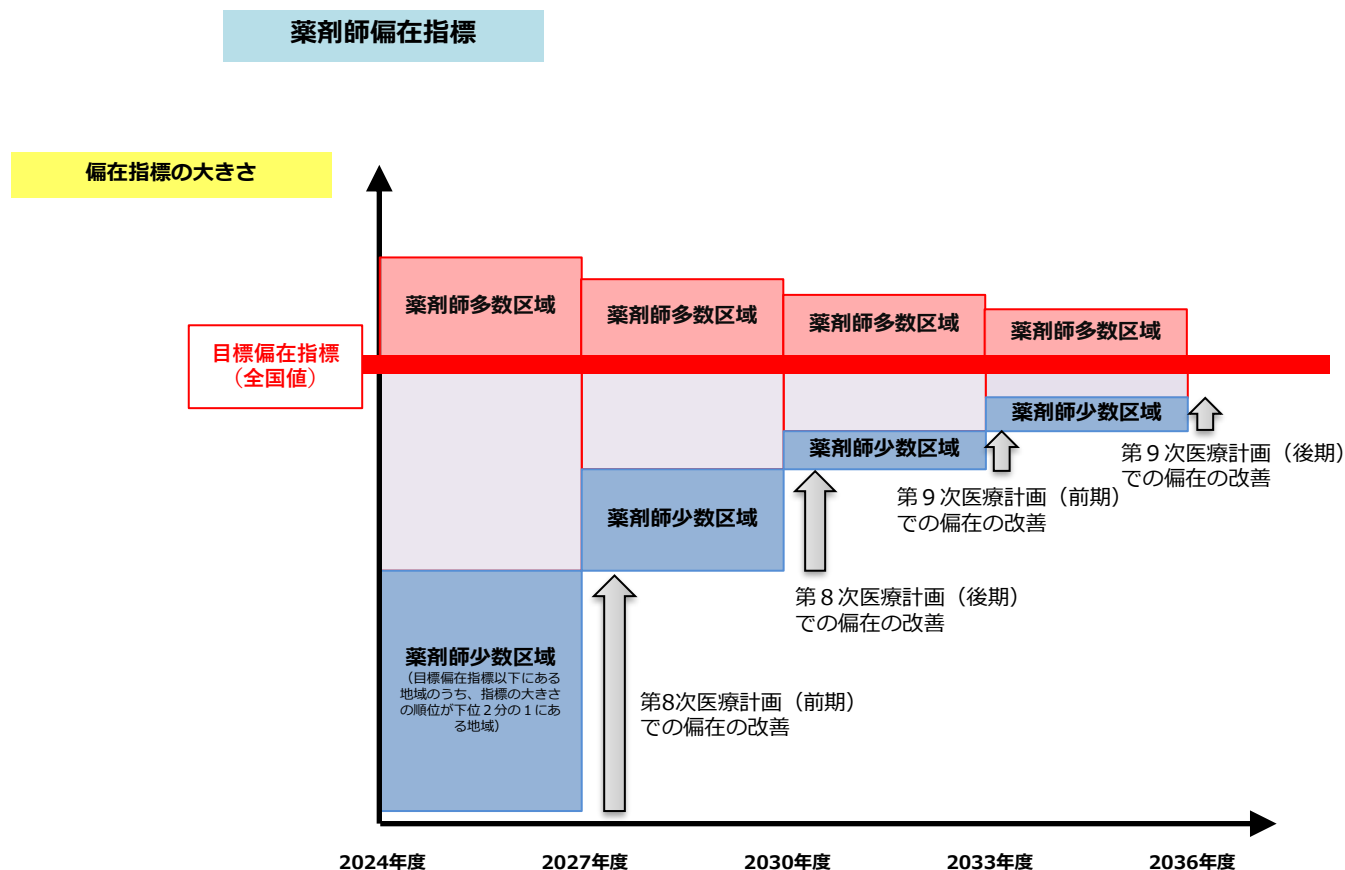 薬剤師偏在指標
偏在指標の大きさ
目標偏在指標
（全国値）
薬剤師多数区域
薬剤師多数区域
薬剤師多数区域
薬剤師多数区域
薬剤師少数区域
（目標偏在指標以下にある
地域のうち、指標の大きさ
の順位が下位２分の１にあ
る地域）
薬剤師少数区域
薬剤師少数区域
薬剤師少数区域
第8次医療計画（前期）
での偏在の改善
第８次医療計画（後期）
での偏在の改善
第９次医療計画（前期）
での偏在の改善
第９次医療計画（後期）
での偏在の改善
2024年度
2027年度
2030年度
2033年度
2036年度